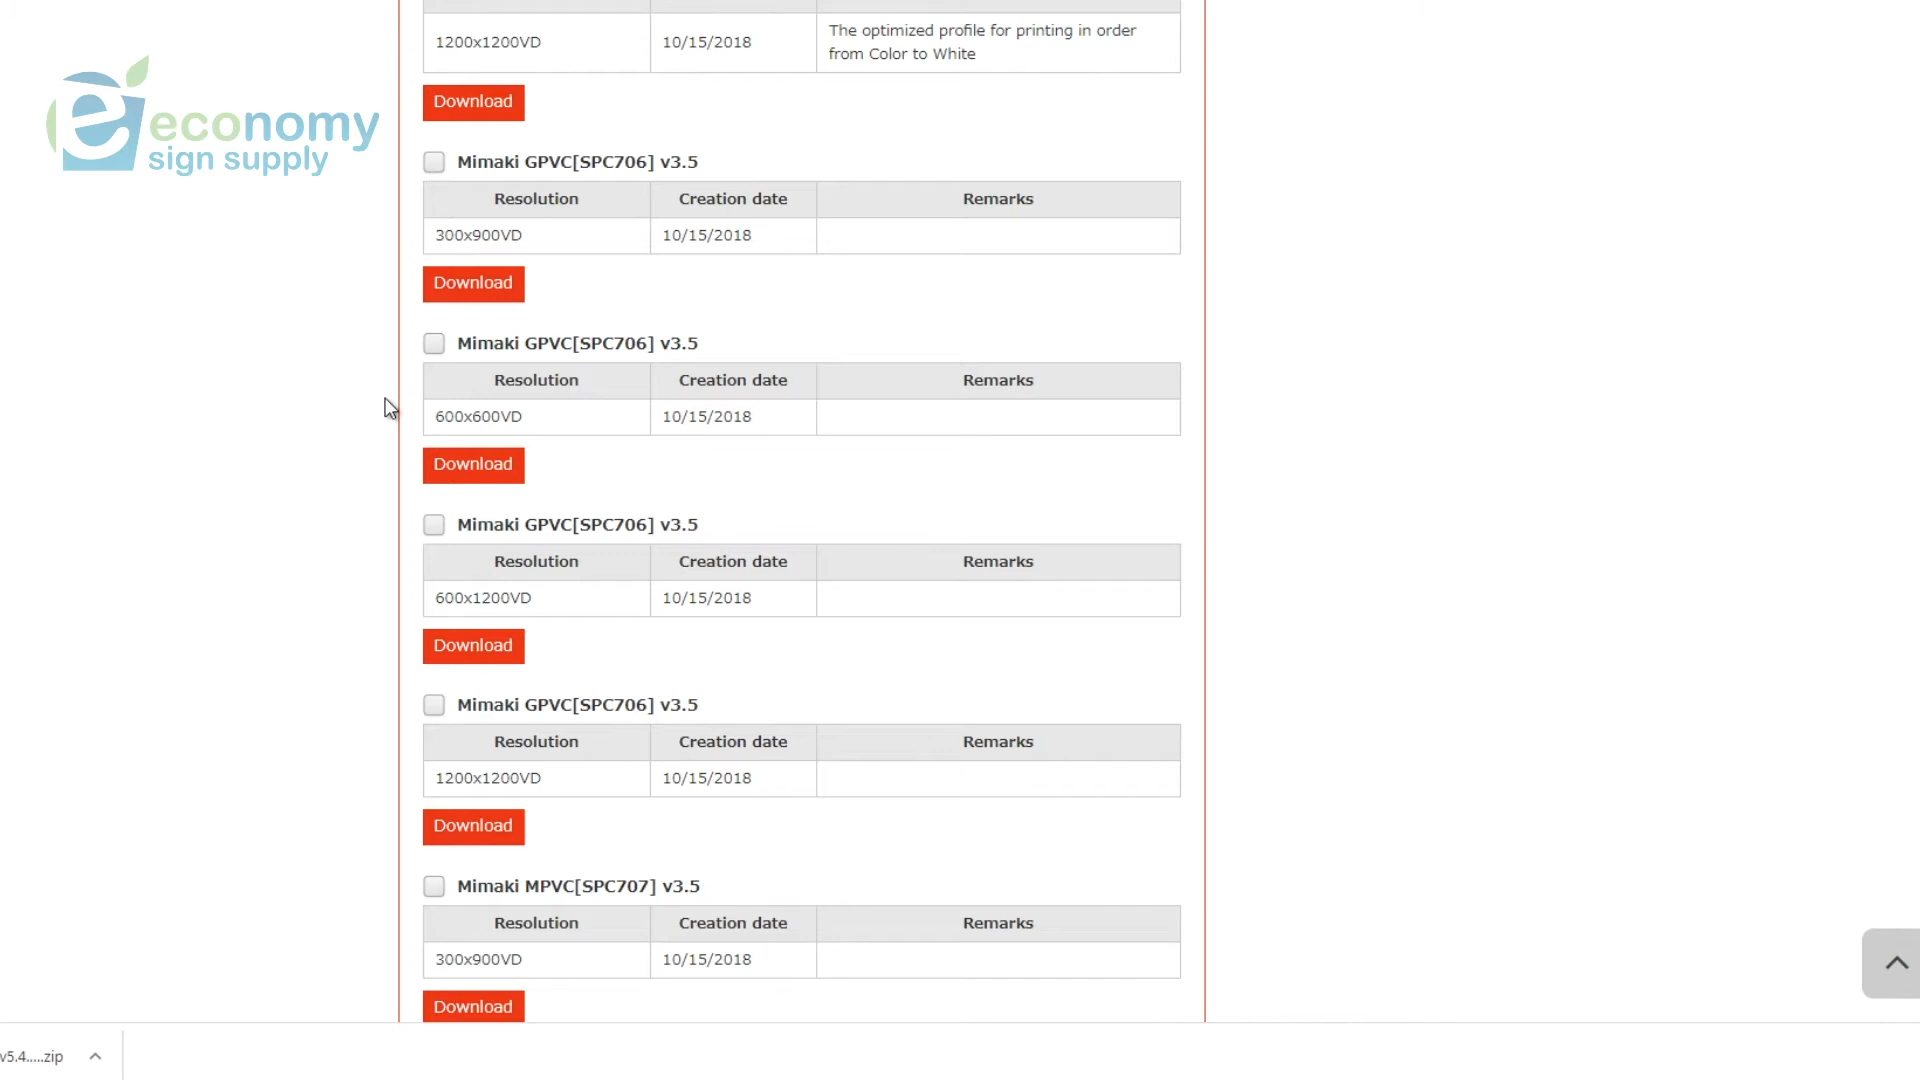 1200x1200VD 10/15/2018 The optimized profile for printing in order
from Color to White
economy
sign supply
Download
Mimaki GPVC[SPC706] v3.5
Resolution Creation date Remarks
300x900VD 10/15/2018
Download
Mimaki GPVC[SPC706] v3.5
Resolution Creation date Remarks
600x600VD 10/15/2018
Download
Mimaki GPVC[SPC706] v3.5
Resolution Creation date Remarks
600x1200VD 10/15/2018
Download
Mimaki GPVC[SPC706] v3.5
Resolution Creation date Remarks
1200x1200VD 10/15/2018
Download
Mimaki MPVC[SPC707] v3.5
Resolution Creation date Remarks
300x900VD 10/15/2018
Download
v5.4.....zip